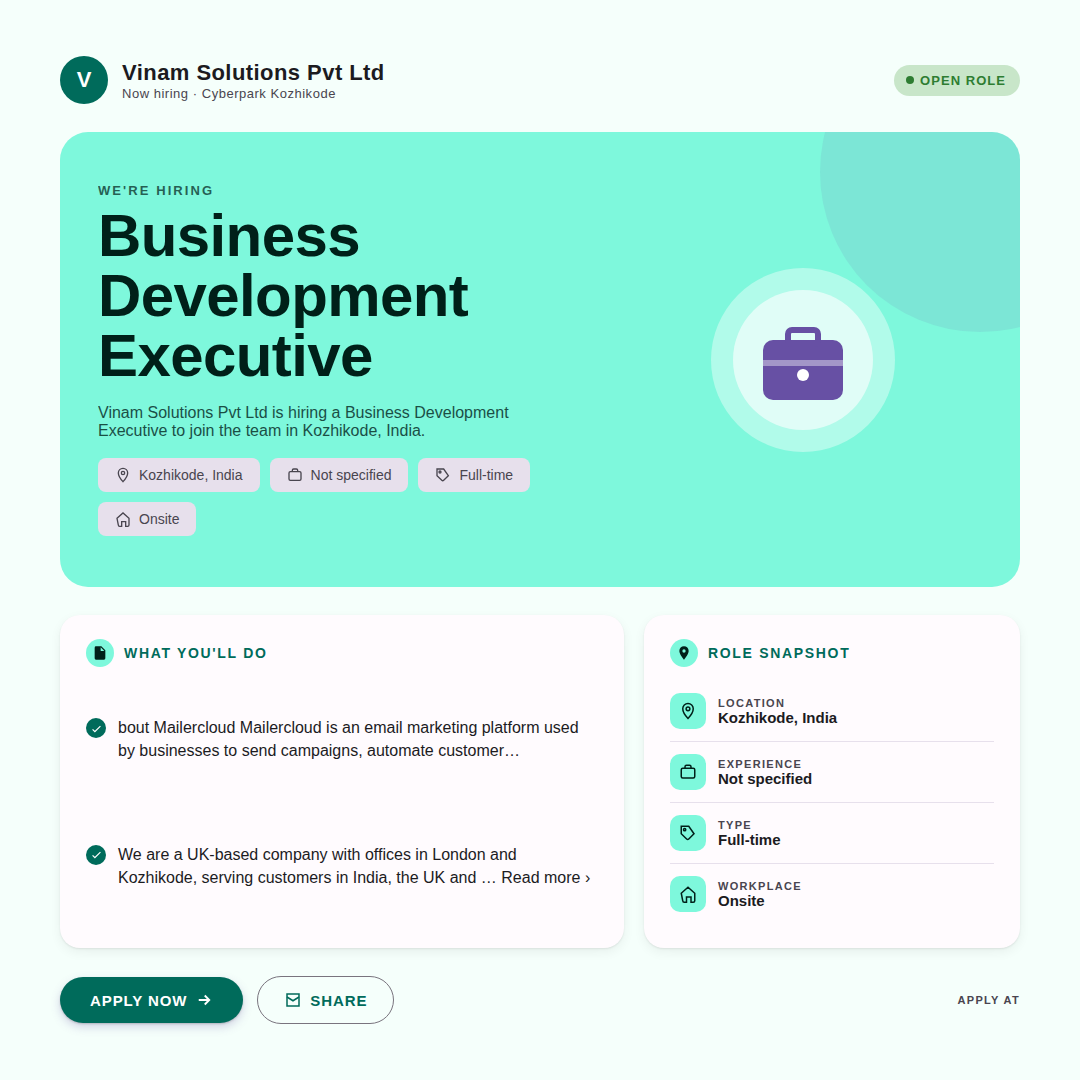 V
Vinam Solutions Pvt Ltd
Now hiring · Cyberpark Kozhikode
OPEN ROLE
WE'RE HIRING
Business
Development
Executive
Vinam Solutions Pvt Ltd is hiring a Business Development
Executive to join the team in Kozhikode, India.
Kozhikode, India
Not specified
Full-time
Onsite
WHAT YOU'LL DO
bout Mailercloud Mailercloud is an email marketing platform used
by businesses to send campaigns, automate customer…
We are a UK-based company with offices in London and
Kozhikode, serving customers in India, the UK and … Read more ›
ROLE SNAPSHOT
LOCATION
Kozhikode, India
EXPERIENCE
Not specified
TYPE
Full-time
WORKPLACE
Onsite
APPLY NOW
SHARE
APPLY AT